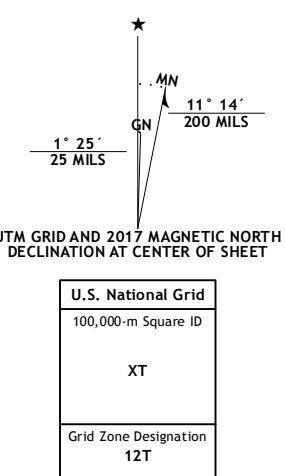 MN
GN
11° 14´
200 MILS
1° 25´
25 MILS
UTM GRID AND 2017 MAGNETIC NORTH
DECLINATION AT CENTER OF SHEET
U.S. National Grid
100,000-m Square ID
XT
Grid Zone Designation
12T